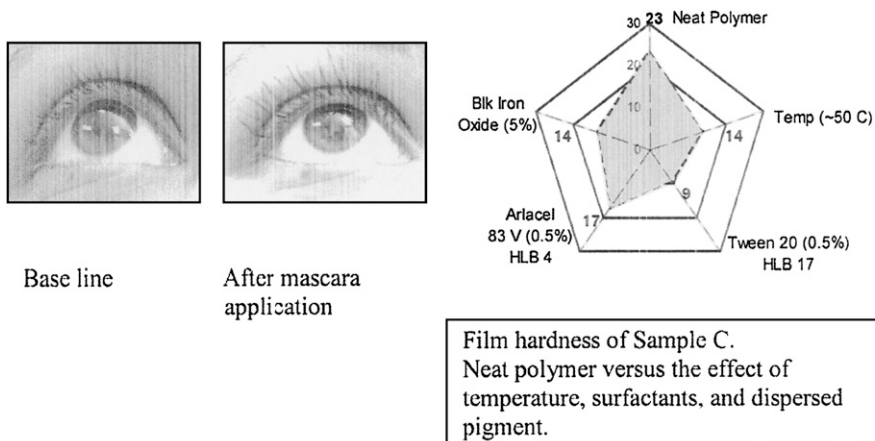 Base line
After mascara
application
30 23 Neat Polymer
20
10
0
Blk Iron
Oxide (5%)
14
14
Temp (~50 C)
9
17
Arlacel
83 V (0.5%)
HLB 4
Tween 20 (0.5%)
HLB 17
Film hardness of Sample C.
Neat polymer versus the effect of
temperature, surfactants, and dispersed
pigment.